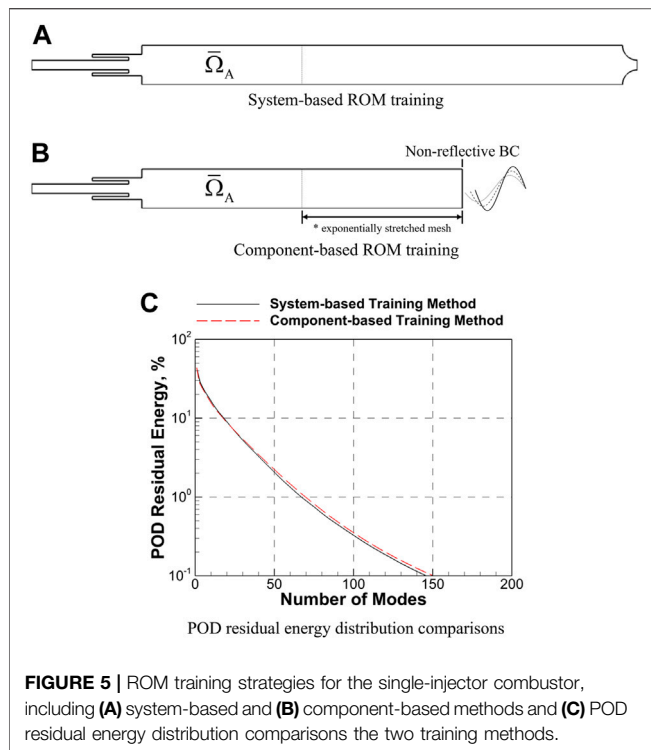 A
Ω̄A
System-based ROM training
B
Non-reflective BC
Ω̄A
* exponentially stretched mesh
Component-based ROM training
C
System-based Training Method
Component-based Training Method
10²
10¹
10⁰
10⁻¹
POD Residual Energy, %
0 50 100 150 200
Number of Modes
POD residual energy distribution comparisons
FIGURE 5 | ROM training strategies for the single-injector combustor,
including (A) system-based and (B) component-based methods and (C) POD
residual energy distribution comparisons the two training methods.